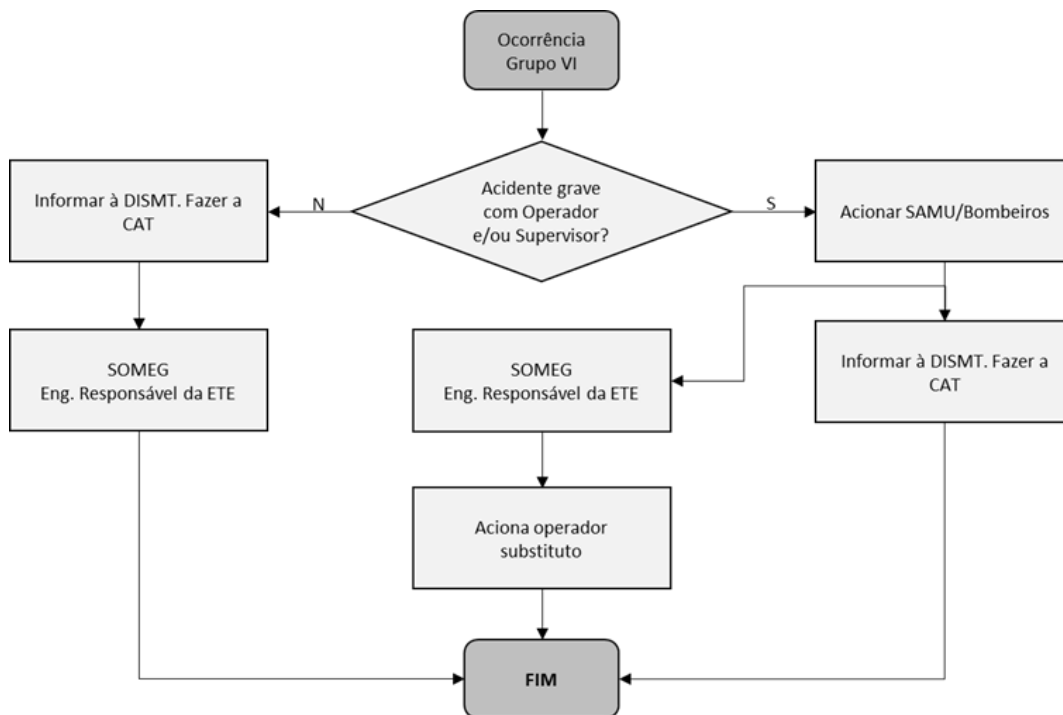 Ocorrência
Grupo VI
Acidente grave
com Operador
e/ou Supervisor?
N
S
Informar à DISMT. Fazer a
CAT
Acionar SAMU/Bombeiros
SOMEG
Eng. Responsável da ETE
SOMEG
Eng. Responsável da ETE
Informar à DISMT. Fazer a
CAT
Aciona operador
substituto
FIM